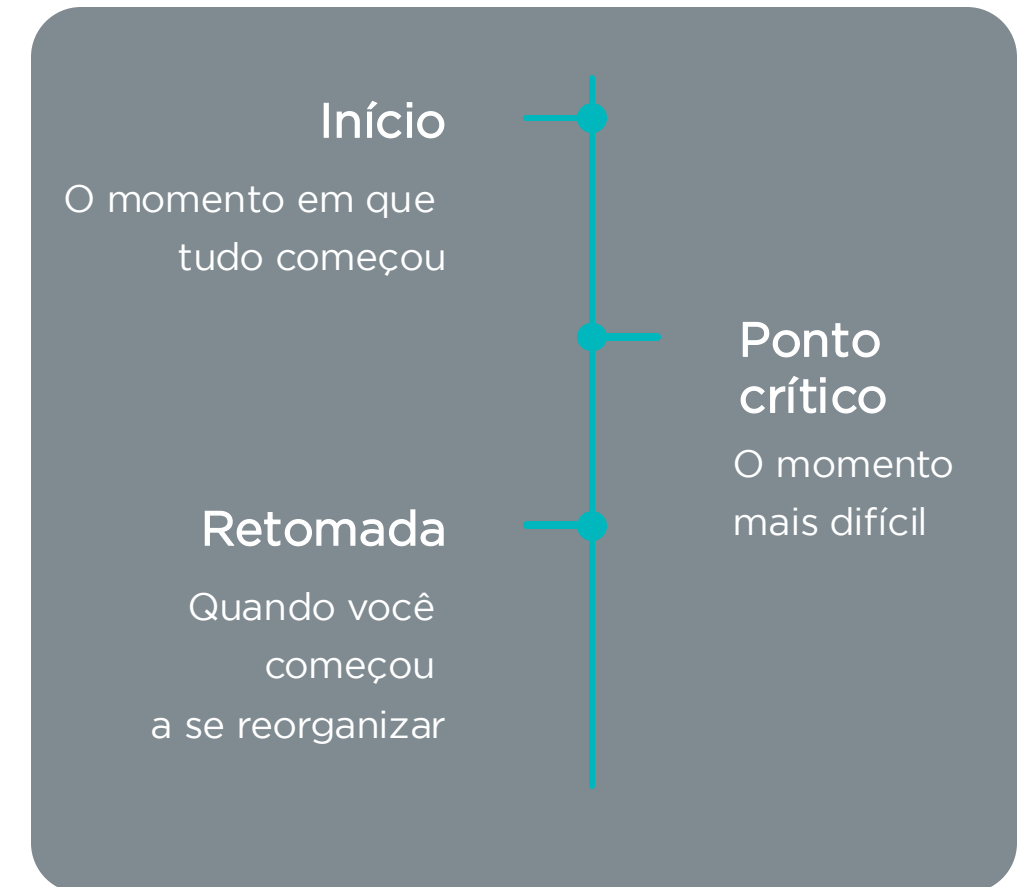 Início
O momento em que
tudo começou
Ponto
crítico
O momento
mais difícil
Retomada
Quando você
começou
a se reorganizar